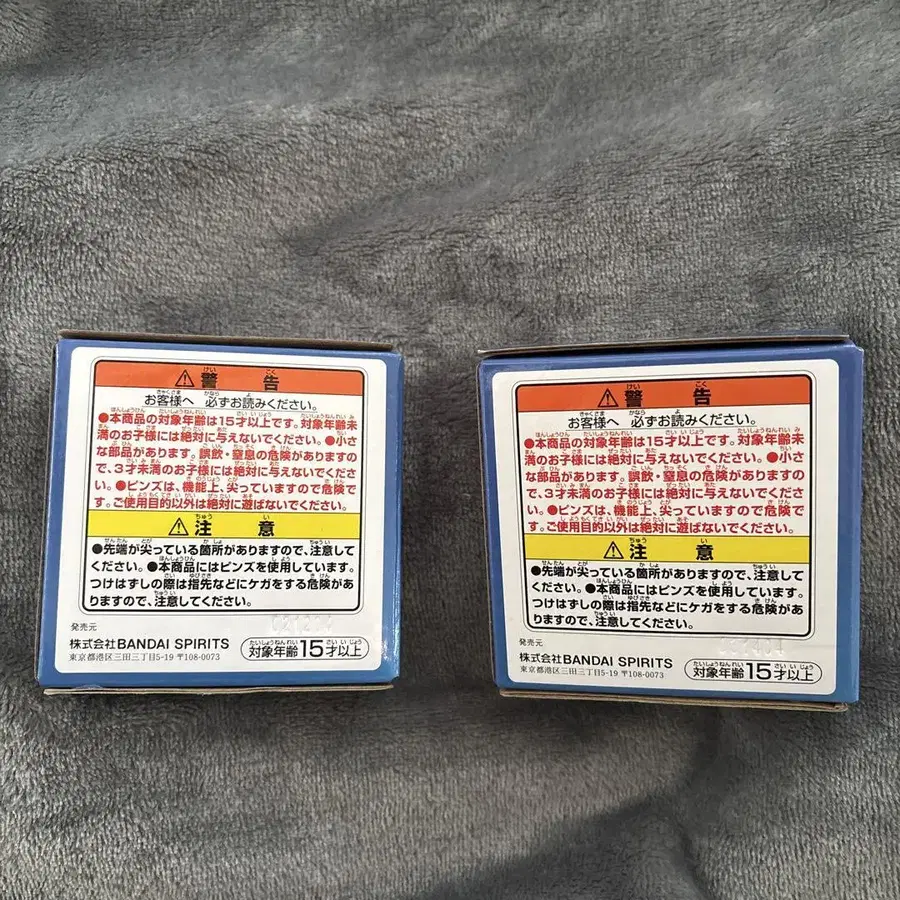 警告
お客様へ 必ずお読みください。
●本商品の対象年齢は15才以上です。対象年齢未
満のお子様には絶対に与えないでください。●小さ
な部品があります。誤飲・窒息の危険がありますの
で、3才未満のお子様には絶対に与えないでください。
●ピンズは、機能上、尖っていますので危険で
す。ご使用目的以外は絶対に遊ばないでください。
注意
●先端が尖っている箇所がありますので、注意して
ください。●本商品にはピンズを使用しています。
つけはずしの際は指先などにケガをする危険があ
りますので、注意してください。
発売元
株式会社BANDAI SPIRITS
東京都港区三田三丁目5-19 〒108-0073
対象年齢15才以上
警告
お客様へ 必ずお読みください。
●本商品の対象年齢は15才以上です。対象年齢未
満のお子様には絶対に与えないでください。●小さ
な部品があります。誤飲・窒息の危険がありますの
で、3才未満のお子様には絶対に与えないでください。
●ピンズは、機能上、尖っていますので危険で
す。ご使用目的以外は絶対に遊ばないでください。
注意
●先端が尖っている箇所がありますので、注意して
ください。●本商品にはピンズを使用しています。
つけはずしの際は指先などにケガをする危険があ
りますので、注意してください。
発売元
株式会社BANDAI SPIRITS
東京都港区三田三丁目5-19 〒108-0073
対象年齢15才以上